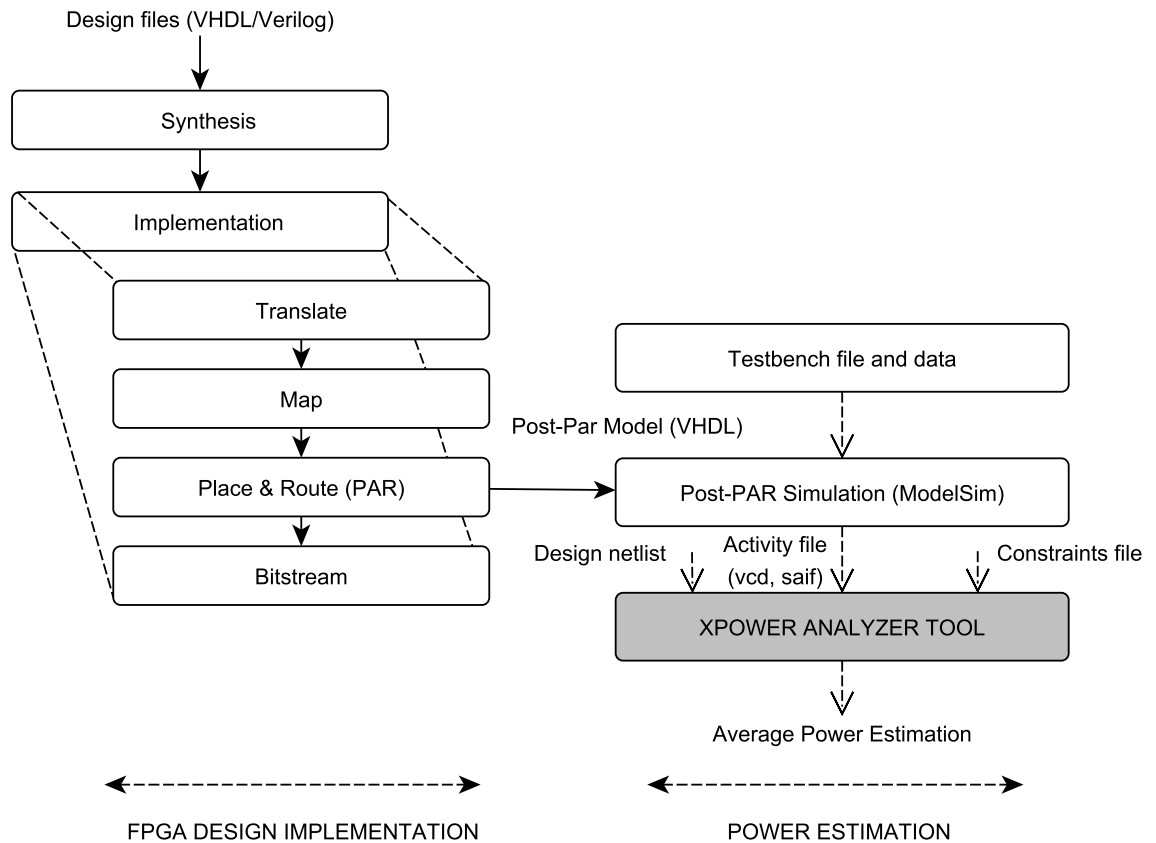 Design files (VHDL/Verilog)
Synthesis
Implementation
Translate
Map
Place & Route (PAR)
Bitstream
Testbench file and data
Post-Par Model (VHDL)
Post-PAR Simulation (ModelSim)
Design netlist
Activity file
(vcd, saif)
Constraints file
XPOWER ANALYZER TOOL
Average Power Estimation
FPGA DESIGN IMPLEMENTATION
POWER ESTIMATION